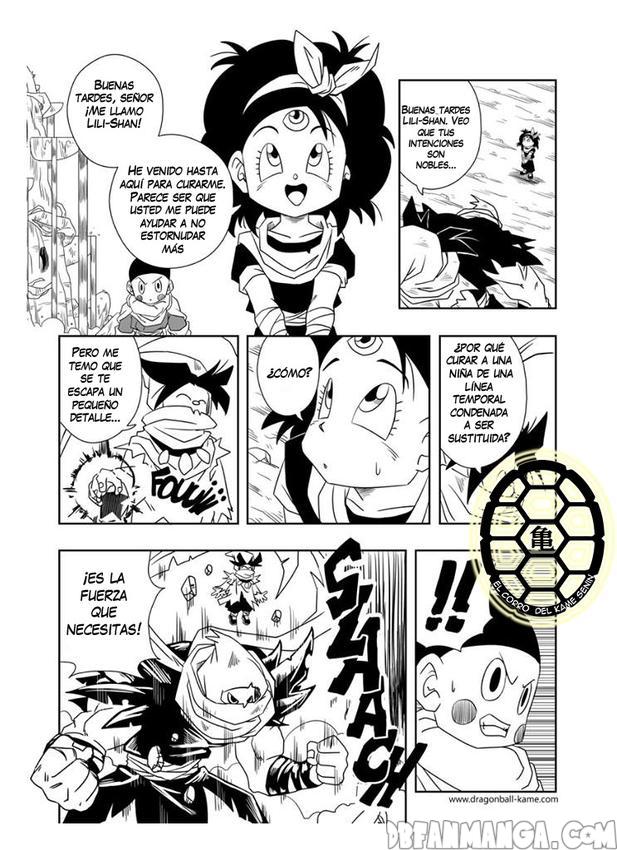 BUENAS
TARDES, SEÑOR
¡ME LLAMO
LILI-SHAN!
HE VENIDO HASTA
AQUÍ PARA CURARME.
PARECE SER QUE
USTED ME PUEDE
AYUDAR A NO
ESTORNUDAR
MÁS
BUENAS TARDES
LILI-SHAN. VEO
QUE TUS
INTENCIONES
SON
NOBLES...
PERO ME
TEMO QUE SE
TE ESCAPA UN
PEQUEÑO
DETALLE...
FOUUU...
¿CÓMO?
¿POR QUÉ
CURAR A UNA
NIÑA DE UNA
LÍNEA
TEMPORAL
CONDENADA
A SER
SUSTITUIDA?
亀
EL CORRO DEL KAME SENIN
¡ES LA
FUERZA QUE
NECESITAS!
!!
www.dragonball-kame.com
DBFANMANGA.COM